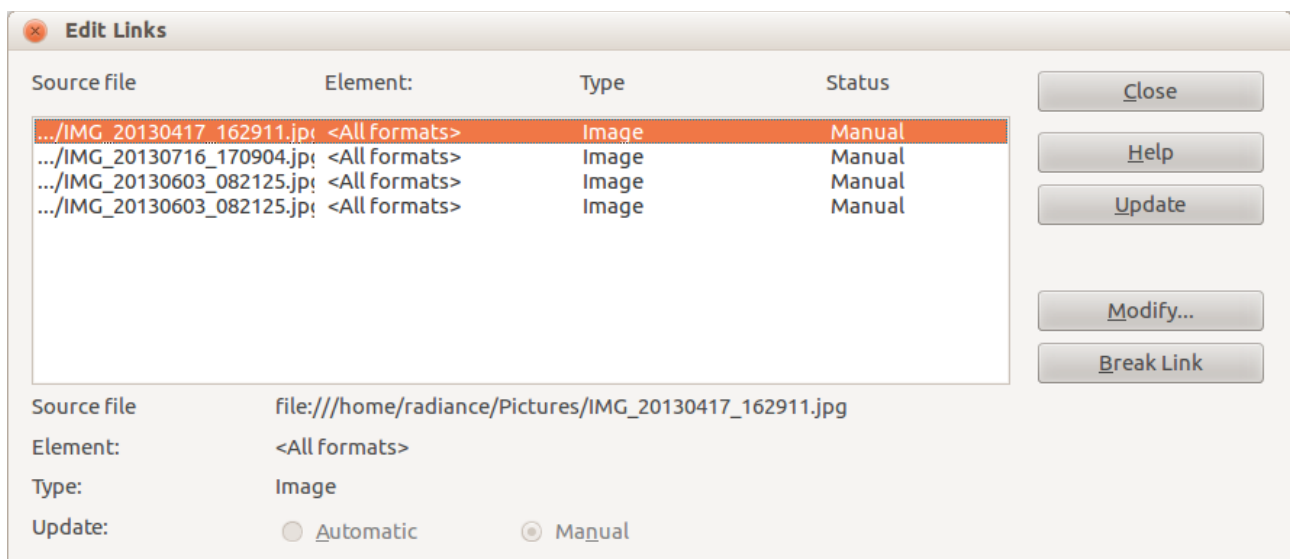 Edit Links
Source file Element: Type Status
Close
.../IMG_20130417_162911.jpg <All formats> Image Manual
.../IMG_20130716_170904.jpg <All formats> Image Manual
Help
.../IMG_20130603_082125.jpg <All formats> Image Manual
.../IMG_20130603_082125.jpg <All formats> Image Manual
Update
Modify...
Break Link
Source file file:///home/radiance/Pictures/IMG_20130417_162911.jpg
Element: <All formats>
Type: Image
Update: Automatic Manual